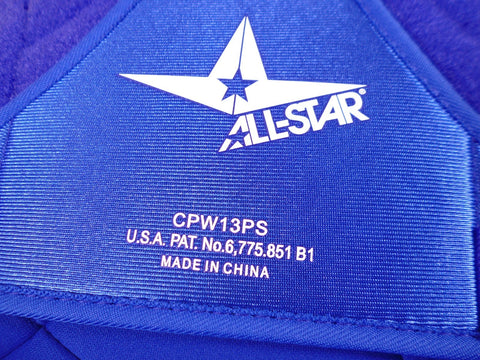 ALL-STAR
CPW13PS
U.S.A. PAT. No.6,775.851 B1
MADE IN CHINA